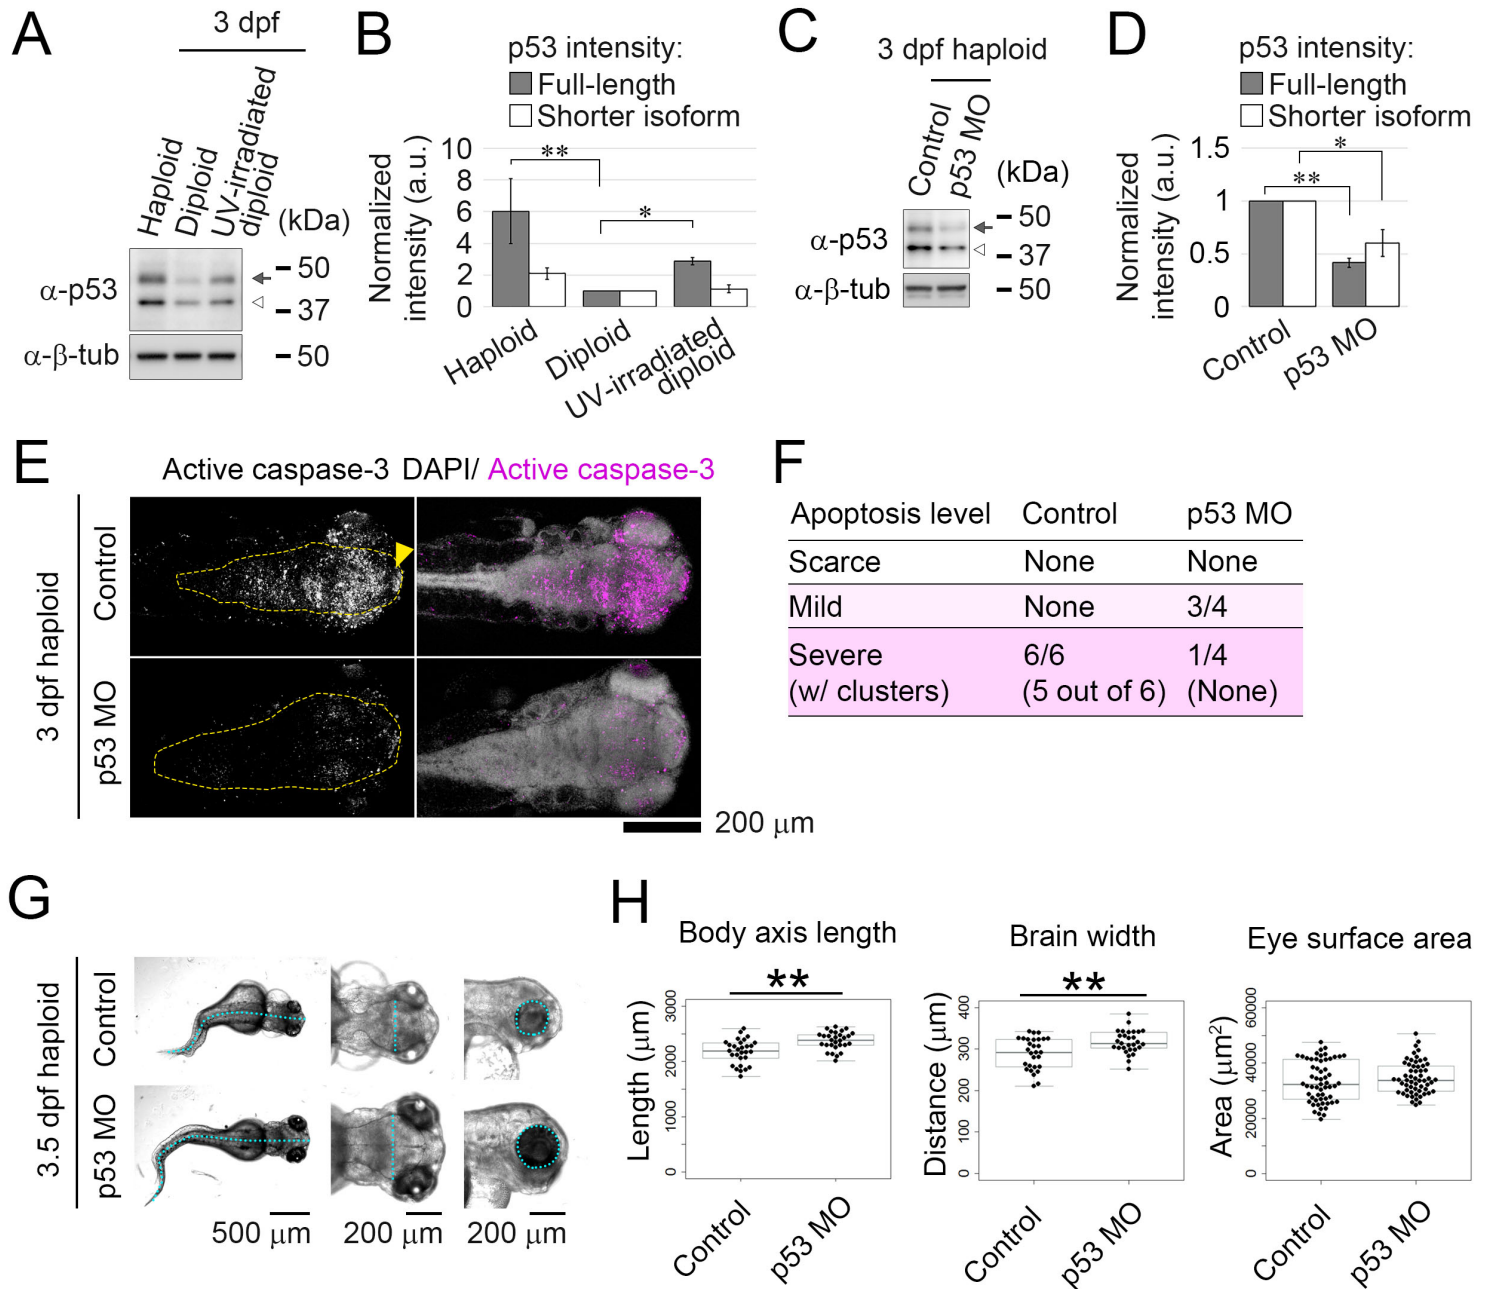 A
3 dpf
Haploid
Diploid
UV-irradiated
diploid
(kDa)
α-p53
50
37
α-β-tub
50
B
p53 intensity:
Full-length
Shorter isoform
Normalized
intensity (a.u.)
10
8
6
4
2
0
**
*
Haploid
Diploid
UV-irradiated
diploid
C
3 dpf haploid
Control
p53 MO
(kDa)
α-p53
50
37
α-β-tub
50
D
p53 intensity:
Full-length
Shorter isoform
Normalized
intensity (a.u.)
1.5
1
0.5
0
*
**
Control
p53 MO
E
Active caspase-3 DAPI/ Active caspase-3
3 dpf haploid
Control
p53 MO
200 μm
F
Apoptosis level Control p53 MO
Scarce None None
Mild None 3/4
Severe 6/6 1/4
(w/ clusters) (5 out of 6) (None)
G
3.5 dpf haploid
Control
p53 MO
500 μm 200 μm 200 μm
H
Body axis length
**
Length (μm)
3000
2000
1000
0
Control
p53 MO
Brain width
**
Distance (μm)
400
300
200
100
0
Control
p53 MO
Eye surface area
Area (μm²)
60000
40000
20000
0
Control
p53 MO